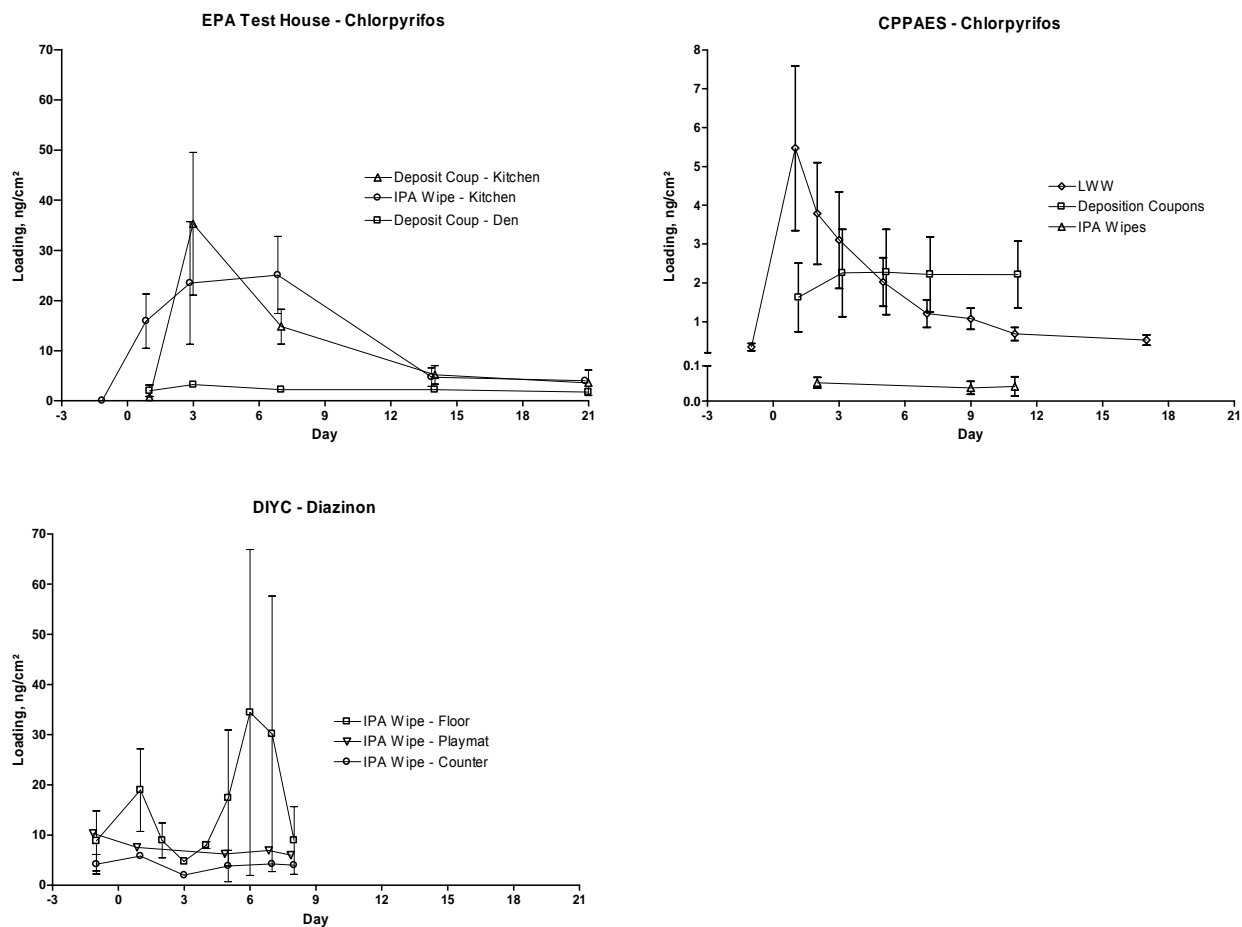 EPA Test House - Chlorpyrifos
70
60
50
40
30
20
10
0
Loading, ng/cm²
Deposit Coup - Kitchen
IPA Wipe - Kitchen
Deposit Coup - Den
-3 0 3 6 9 12 15 18 21
Day
CPPAES - Chlorpyrifos
8
7
6
5
4
3
2
1
0.1
0.0
Loading, ng/cm²
LWW
Deposition Coupons
IPA Wipes
-3 0 3 6 9 12 15 18 21
Day
DIYC - Diazinon
70
60
50
40
30
20
10
0
Loading, ng/cm²
IPA Wipe - Floor
IPA Wipe - Playmat
IPA Wipe - Counter
-3 0 3 6 9 12 15 18 21
Day